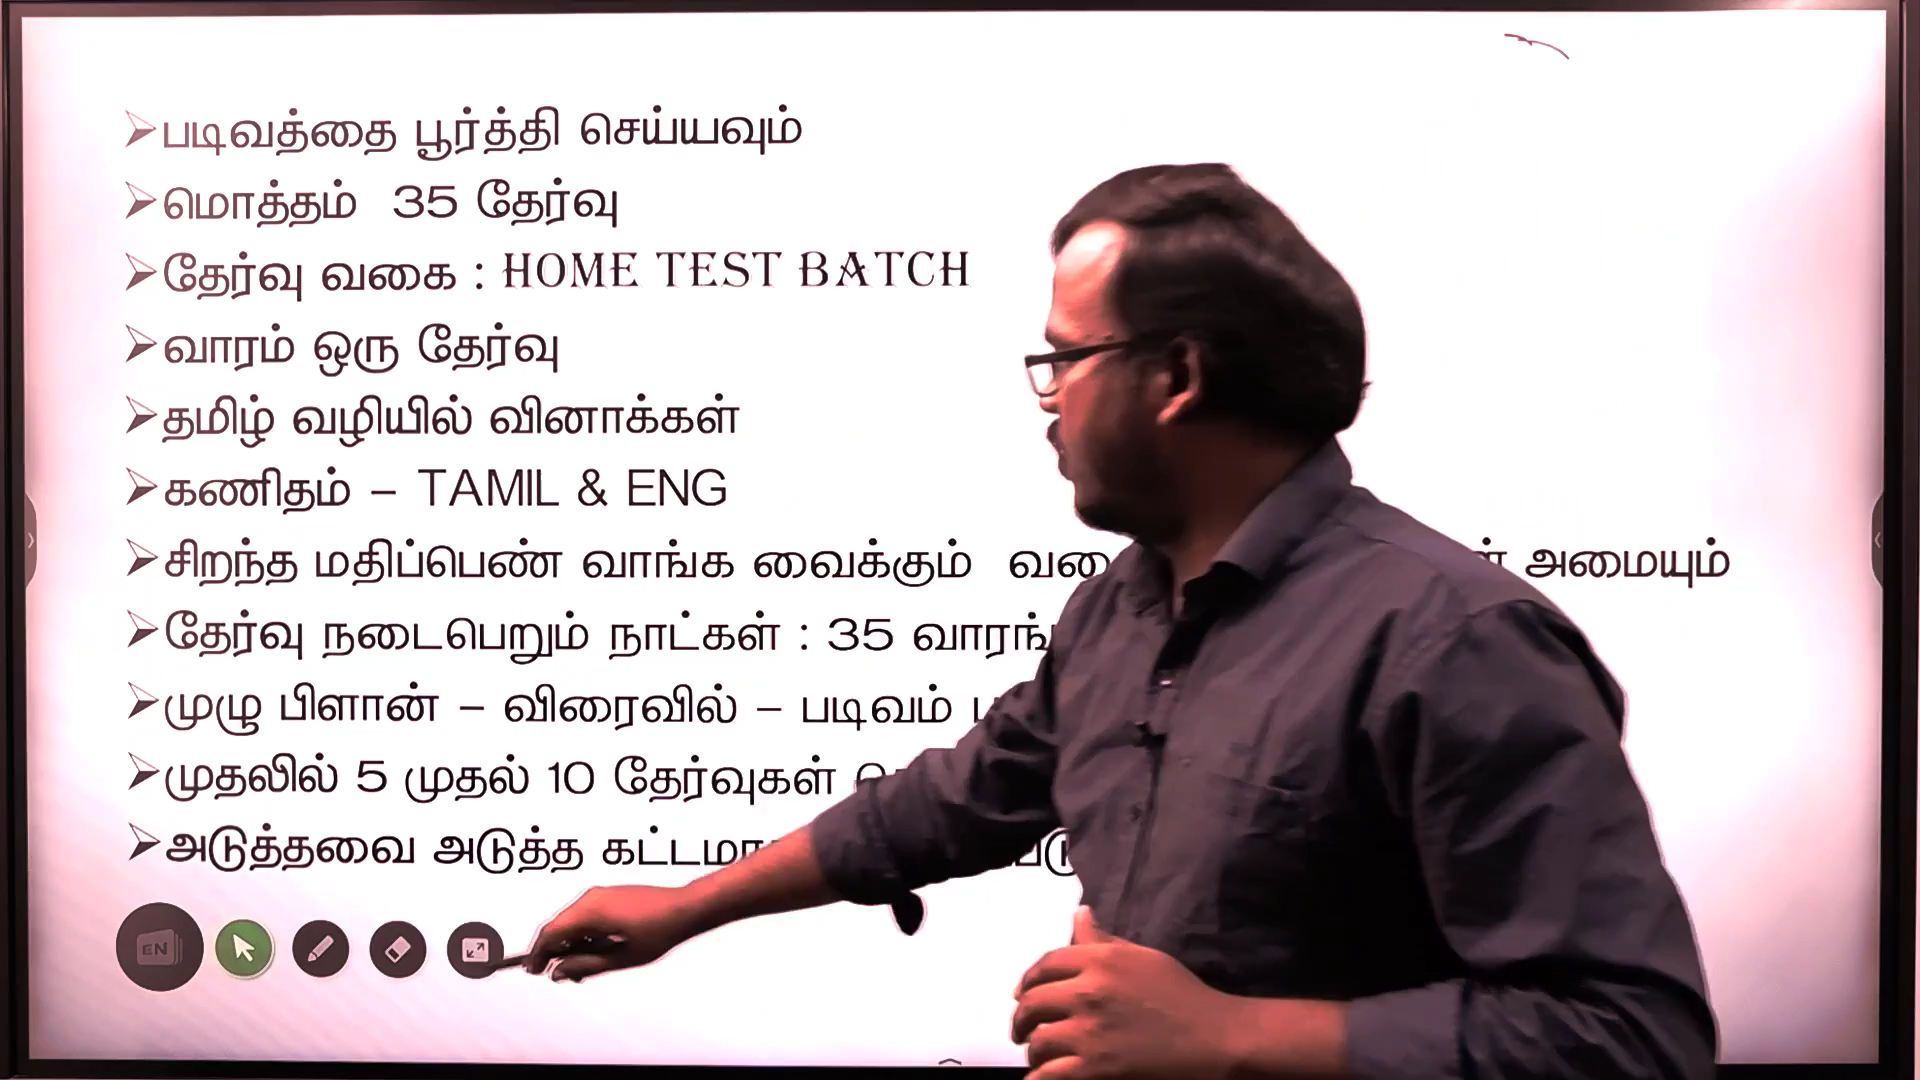 படிவத்தை பூர்த்தி செய்யவும்
மொத்தம் 35 தேர்வு
தேர்வு வகை : HOME TEST BATCH
வாரம் ஒரு தேர்வு
தமிழ் வழியில் வினாக்கள்
கணிதம் – TAMIL & ENG
சிறந்த மதிப்பெண் வாங்க வைக்கும் அமையும்
தேர்வு நடைபெறும் நாட்கள் : 35
முழு பிளான் – விரைவில் – படிவம்
முதலில் 5 முதல் 10 தேர்வுகள்
அடுத்தவை அடுத்த
EN